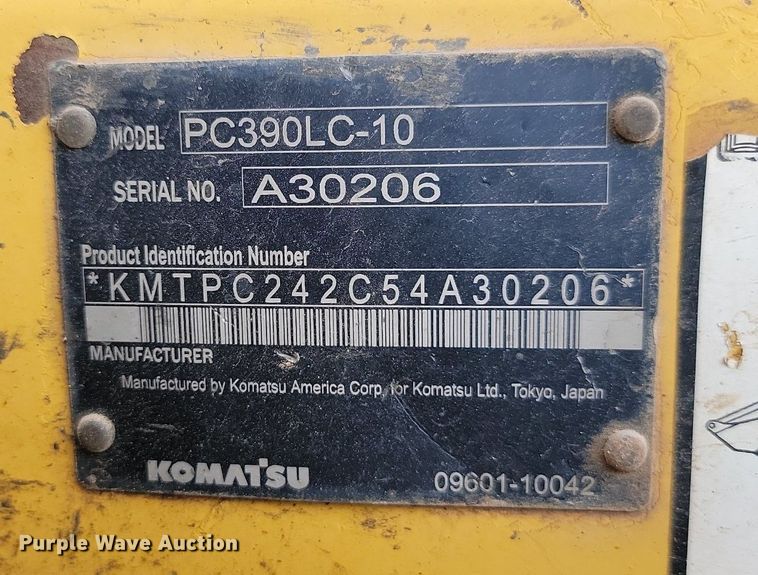 MODEL PC390LC-10
SERIAL NO. A30206
Product Identification Number
*KMTPC242C54A30206*
MANUFACTURER
Manufactured by Komatsu America Corp, for Komatsu Ltd., Tokyo, Japan
KOMATSU 09601-10042
Purple Wave Auction